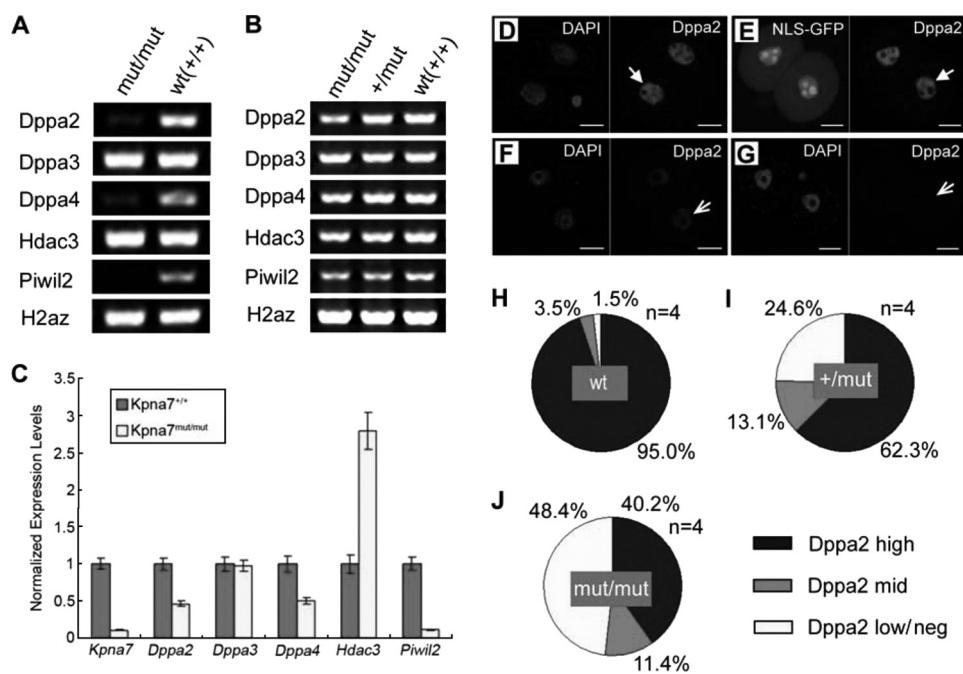 A
mut/mut
wt(+/+)
Dppa2
Dppa3
Dppa4
Hdac3
Piwil2
H2az
B
mut/mut
+/mut
wt(+/+)
Dppa2
Dppa3
Dppa4
Hdac3
Piwil2
H2az
C
Normalized Expression Levels
3.5
3
2.5
2
1.5
1
0.5
0
Kpna7+/+
Kpna7mut/mut
Kpna7
Dppa2
Dppa3
Dppa4
Hdac3
Piwil2
D
DAPI
Dppa2
E
NLS-GFP
Dppa2
F
DAPI
Dppa2
G
DAPI
Dppa2
H
3.5%
1.5%
n=4
wt
95.0%
I
24.6%
n=4
+/mut
13.1%
62.3%
J
48.4%
40.2%
n=4
mut/mut
11.4%
Dppa2 high
Dppa2 mid
Dppa2 low/neg